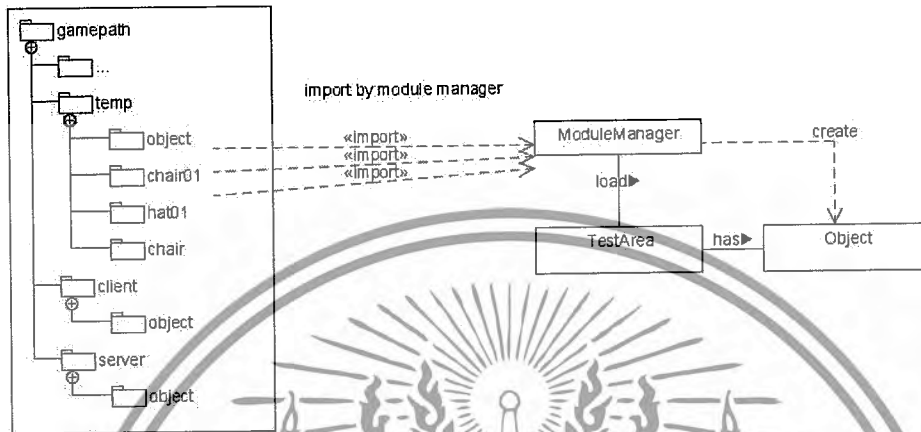 gamepath
...
temp
object
chair01
hat01
chair
client
object
server
object
import by module manager
«import»
«import»
«import»
ModuleManager
create
load▶
TestArea
has▶
Object